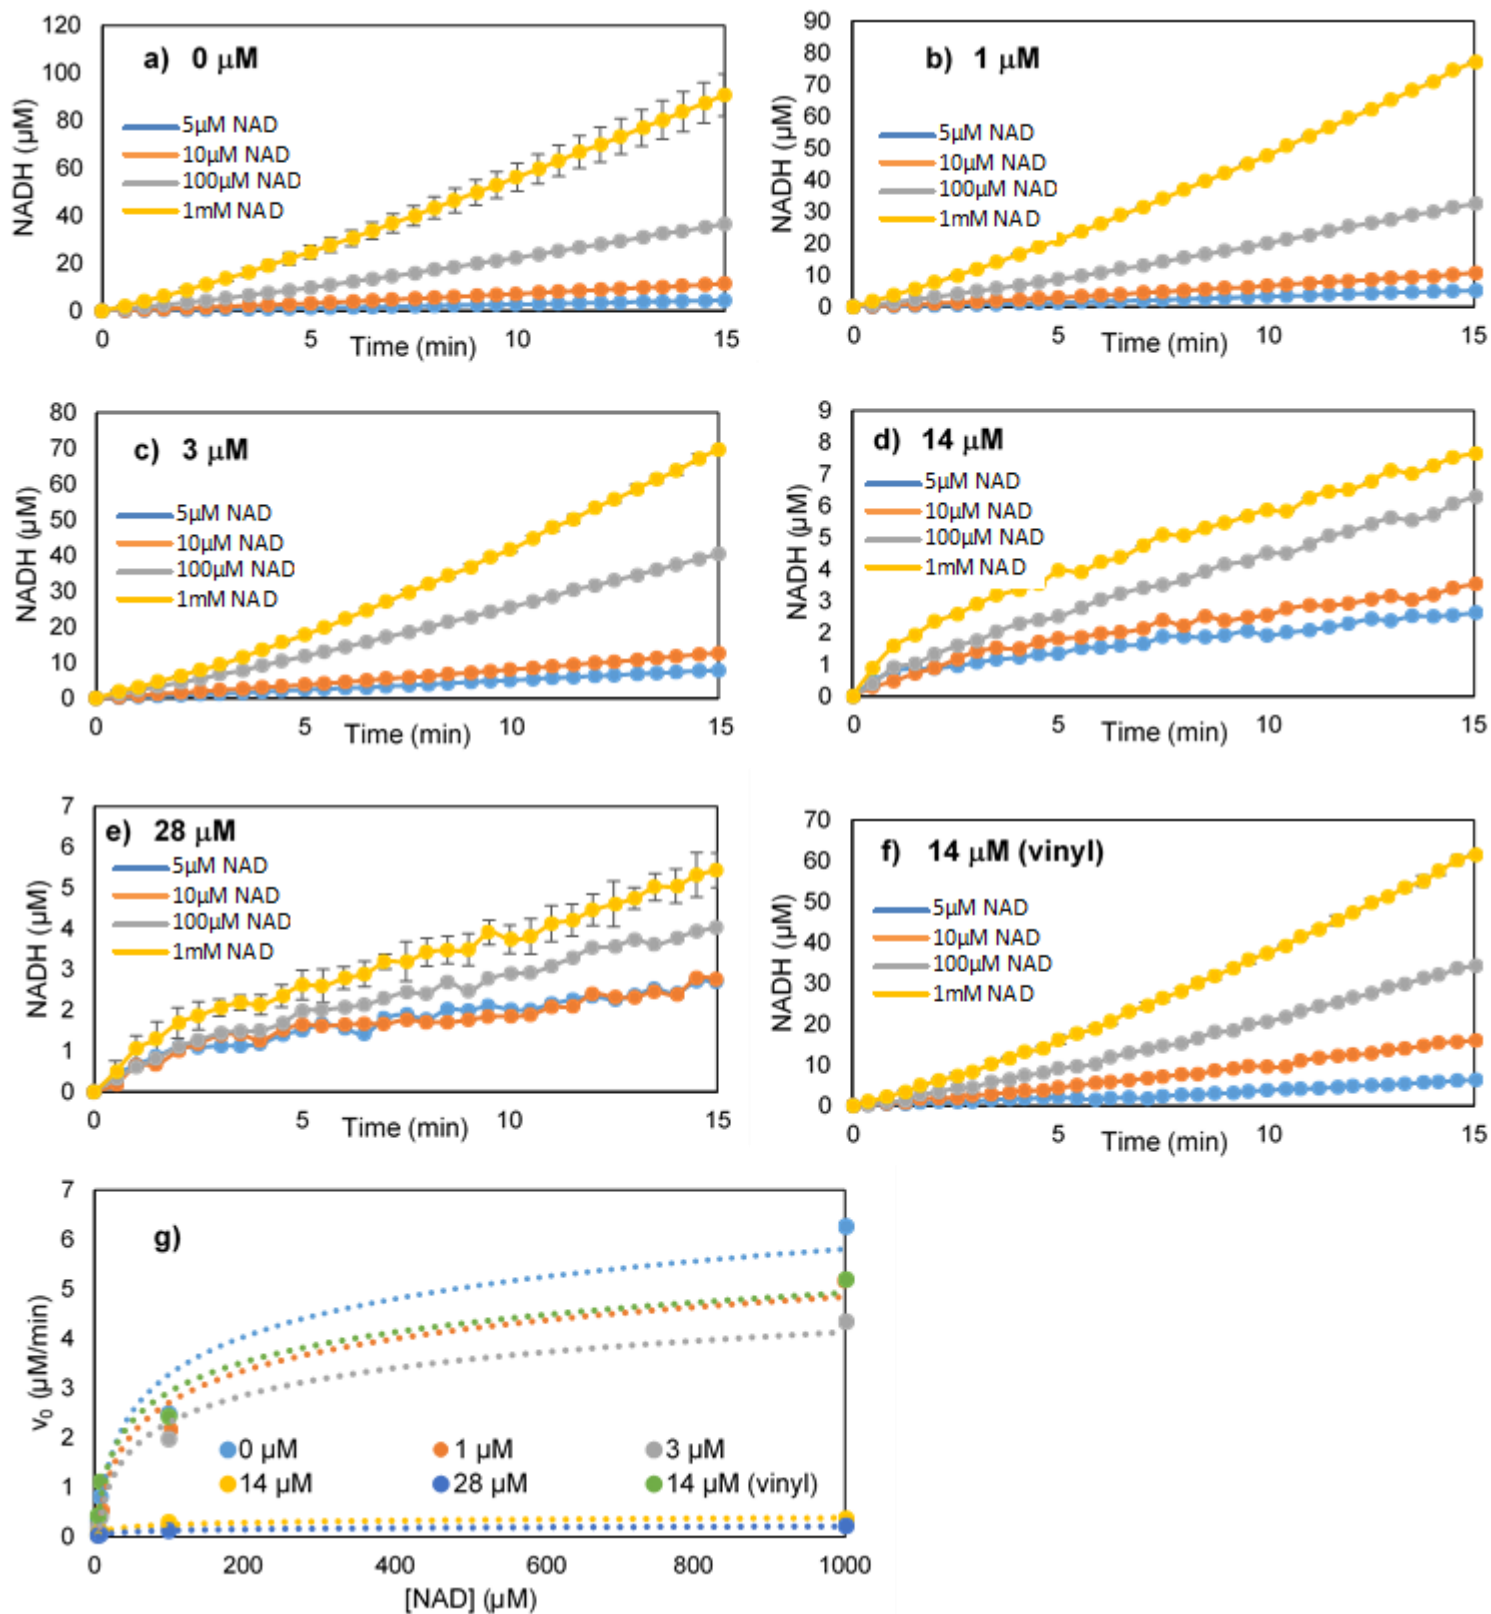 a) 0 µM
NADH (µM)
120
100
80
60
40
20
0
5µM NAD
10µM NAD
100µM NAD
1mM NAD
0 5 10 15
Time (min)
b) 1 µM
NADH (µM)
90
80
70
60
50
40
30
20
10
0
5µM NAD
10µM NAD
100µM NAD
1mM NAD
0 5 10 15
Time (min)
c) 3 µM
NADH (µM)
80
70
60
50
40
30
20
10
0
5µM NAD
10µM NAD
100µM NAD
1mM NAD
0 5 10 15
Time (min)
d) 14 µM
NADH (µM)
9
8
7
6
5
4
3
2
1
0
5µM NAD
10µM NAD
100µM NAD
1mM NAD
0 5 10 15
Time (min)
e) 28 µM
NADH (µM)
7
6
5
4
3
2
1
0
5µM NAD
10µM NAD
100µM NAD
1mM NAD
0 5 10 15
Time (min)
f) 14 µM (vinyl)
NADH (µM)
70
60
50
40
30
20
10
0
5µM NAD
10µM NAD
100µM NAD
1mM NAD
0 5 10 15
Time (min)
g)
v₀ (µM/min)
7
6
5
4
3
2
1
0
0 µM 1 µM 3 µM
14 µM 28 µM 14 µM (vinyl)
0 200 400 600 800 1000
[NAD] (µM)